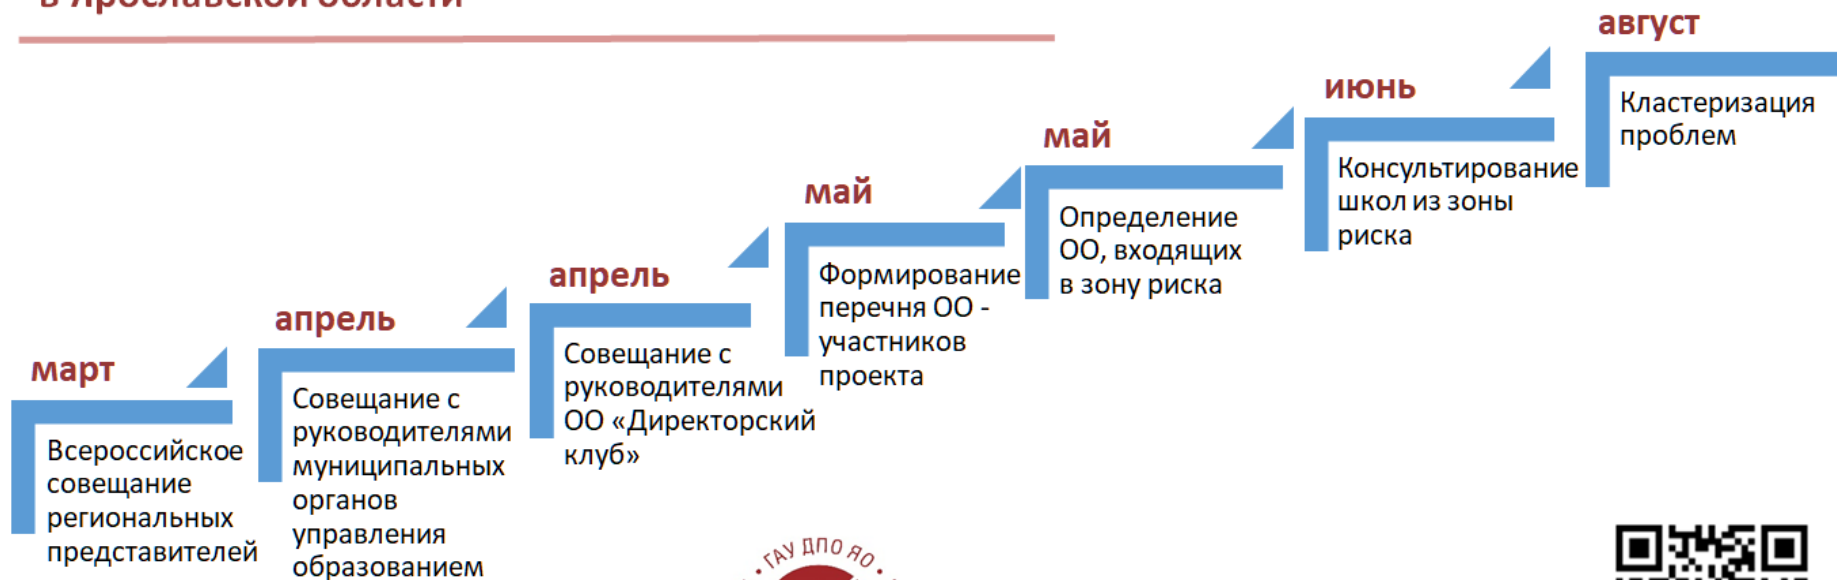 в Ярославской области
март
Всероссийское
совещание
региональных
представителей
апрель
Совещание с
руководителями
муниципальных
органов
управления
образованием
апрель
Совещание с
руководителями
ОО «Директорский
клуб»
май
Формирование
перечня ОО -
участников
проекта
май
Определение
ОО, входящих
в зону риска
июнь
Консультирование
школ из зоны
риска
август
Кластеризация
проблем
• ГАУ ДПО ЯО •